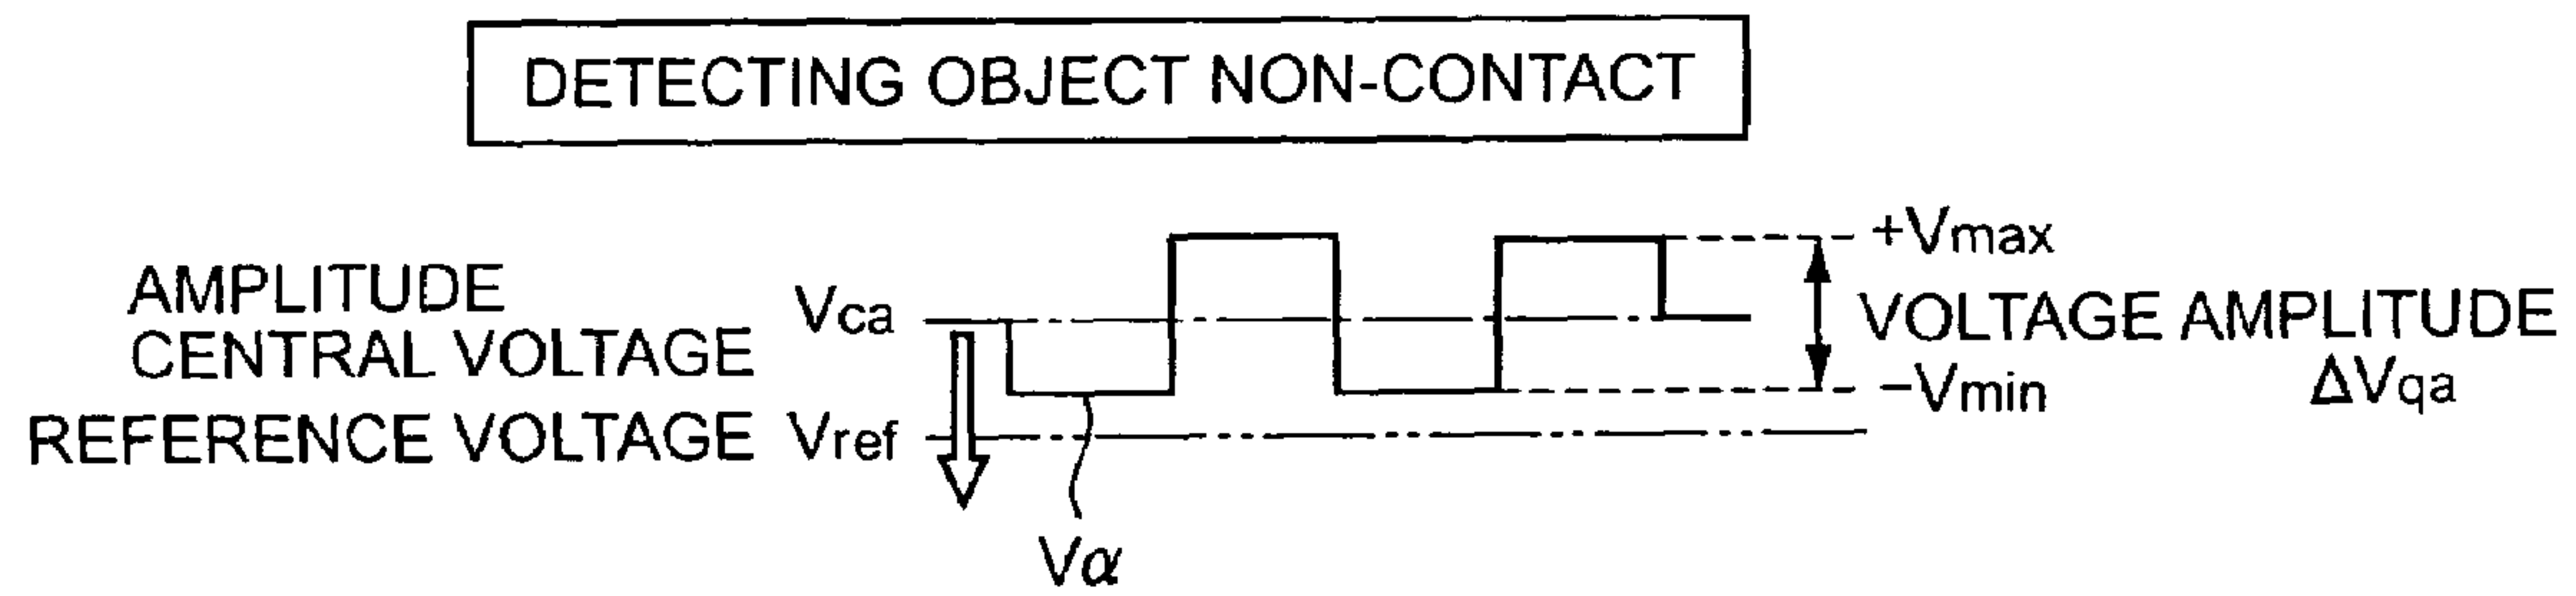 DETECTING OBJECT NON-CONTACT
+Vmax
AMPLITUDE
CENTRAL VOLTAGE Vca
VOLTAGE AMPLITUDE
ΔVqa
−Vmin
REFERENCE VOLTAGE Vref
Vα